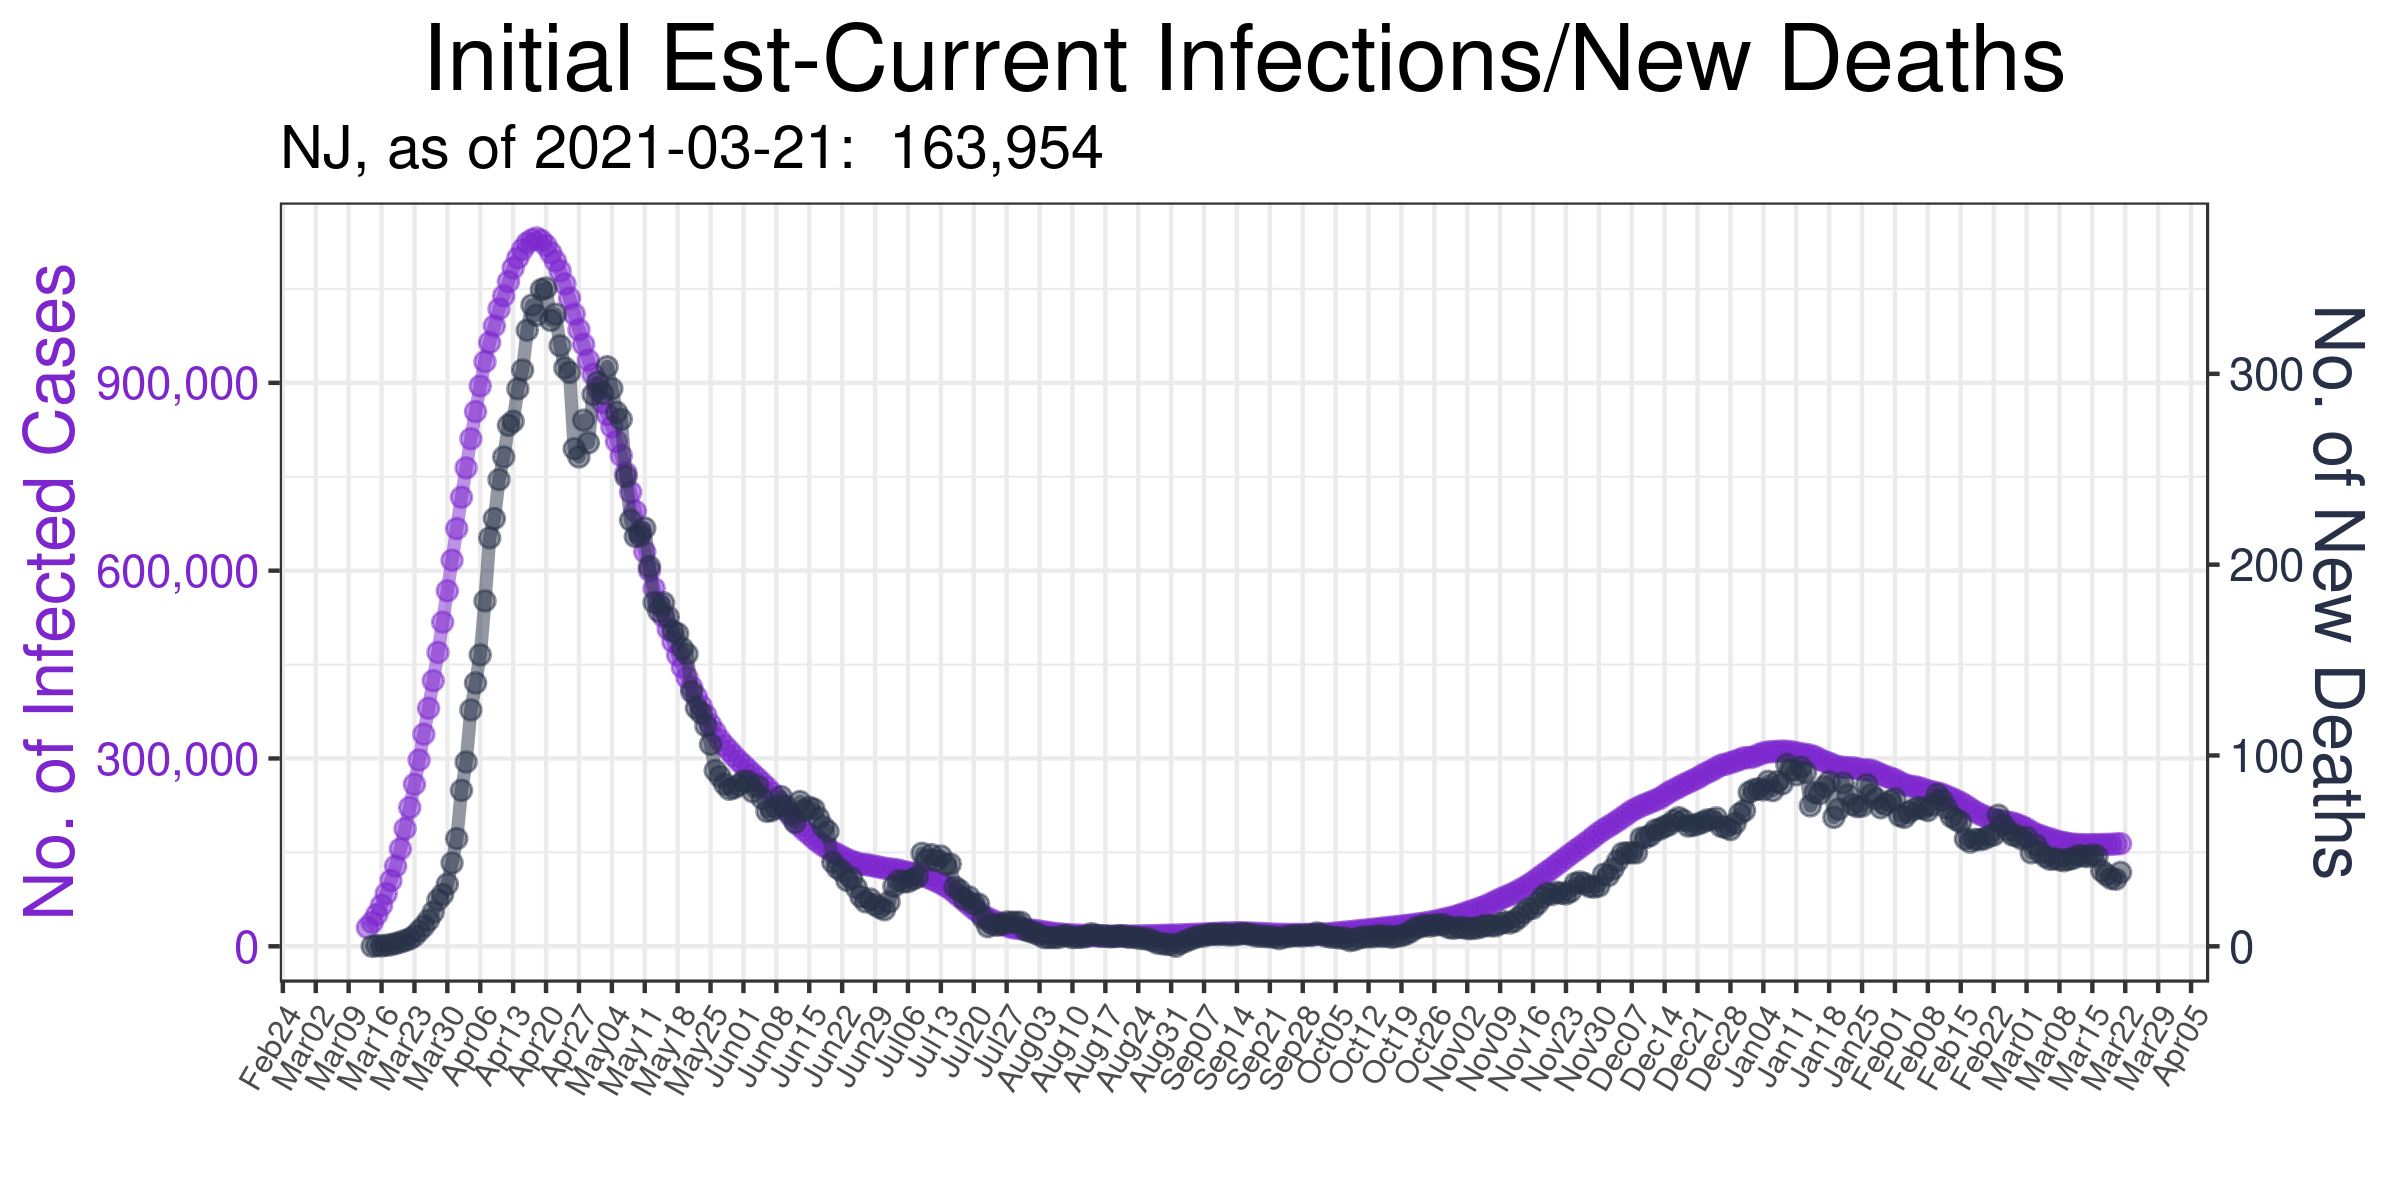 Initial Est-Current Infections/New Deaths
NJ, as of 2021-03-21: 163,954
No. of Infected Cases
900,000
600,000
300,000
0
300
200
100
0
No. of New Deaths
Feb24
Mar02
Mar09
Mar16
Mar23
Mar30
Apr06
Apr13
Apr20
Apr27
May04
May11
May18
May25
Jun01
Jun08
Jun15
Jun22
Jun29
Jul06
Jul13
Jul20
Jul27
Aug03
Aug10
Aug17
Aug24
Aug31
Sep07
Sep14
Sep21
Sep28
Oct05
Oct12
Oct19
Oct26
Nov02
Nov09
Nov16
Nov23
Nov30
Dec07
Dec14
Dec21
Dec28
Jan04
Jan11
Jan18
Jan25
Feb01
Feb08
Feb15
Feb22
Mar01
Mar08
Mar15
Mar22
Mar29
Apr05